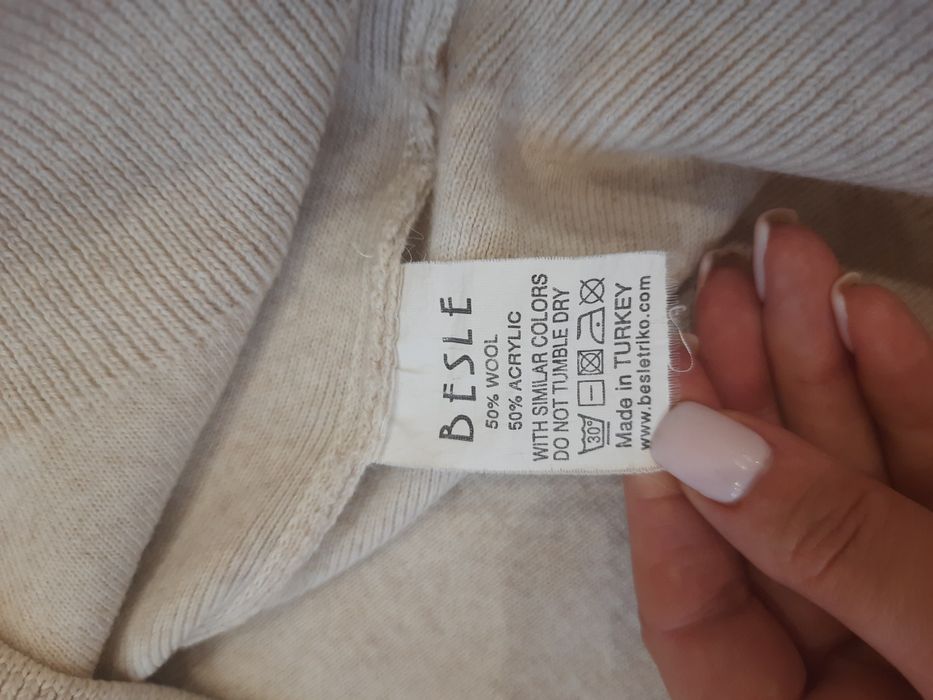 BESLE
50% WOOL
50% ACRYLIC
WITH SIMILAR COLORS
DO NOT TUMBLE DRY
30°
Made in TURKEY
www.besletriko.com